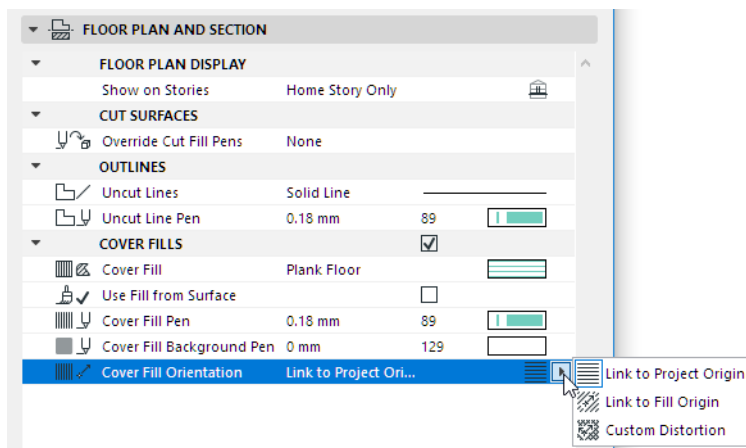 FLOOR PLAN AND SECTION
FLOOR PLAN DISPLAY
Show on Stories Home Story Only
CUT SURFACES
Override Cut Fill Pens None
OUTLINES
Uncut Lines Solid Line
Uncut Line Pen 0.18 mm 89
COVER FILLS
Cover Fill Plank Floor
Use Fill from Surface
Cover Fill Pen 0.18 mm 89
Cover Fill Background Pen 0 mm 129
Cover Fill Orientation Link to Project Ori...
Link to Project Origin
Link to Fill Origin
Custom Distortion